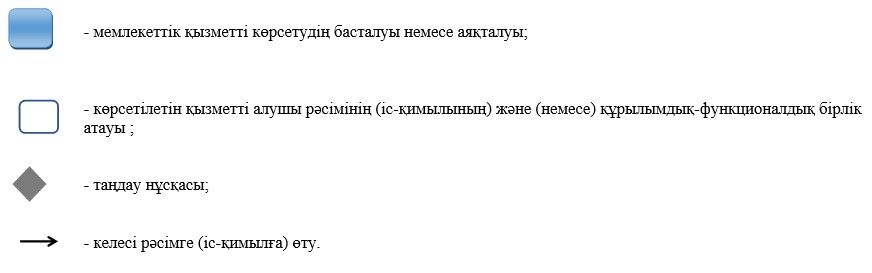 - мемлекеттік қызметті көрсетудің басталуы немесе аяқталуы;
- көрсетілетін қызметті алушы рәсімінің (іс-қимылының) және (немесе) құрылымдық-функционалдық бірлік
атауы ;
- таңдау нұсқасы;
- келесі рәсімге (іс-қимылға) өту.